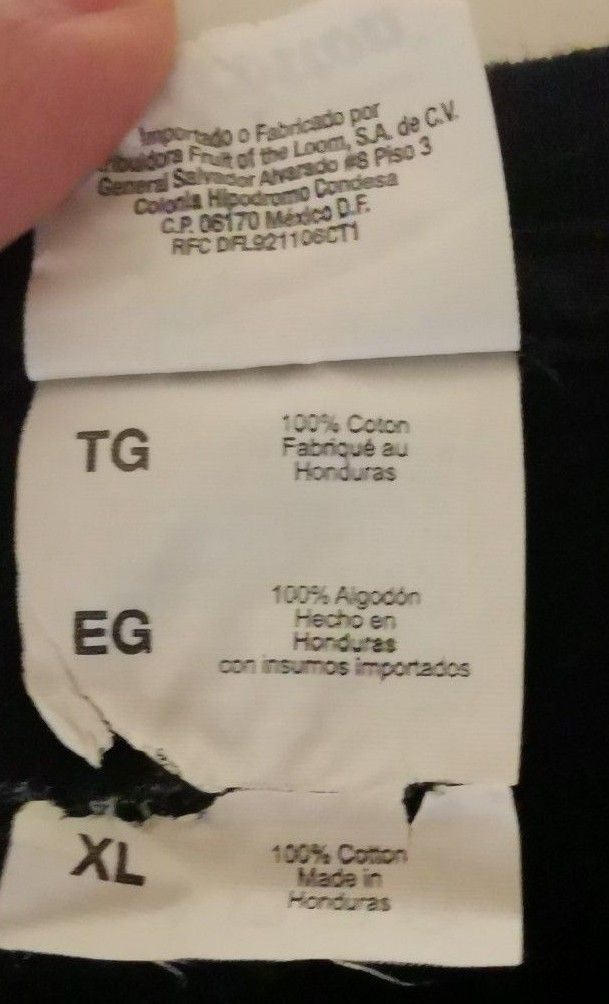 Importado o Fabricado por
Fruit of the Loom, S.A. de C.V.
General Salvador Alvarado #8 Piso 3
Colonia Hipodromo Condesa
C.P. 06170 México D.F.
RFC DFL921106CT1
TG
100% Coton
Fabriqué au
Honduras
EG
100% Algodón
Hecho en
Honduras
con insumos importados
XL
100% Cotton
Made in
Honduras